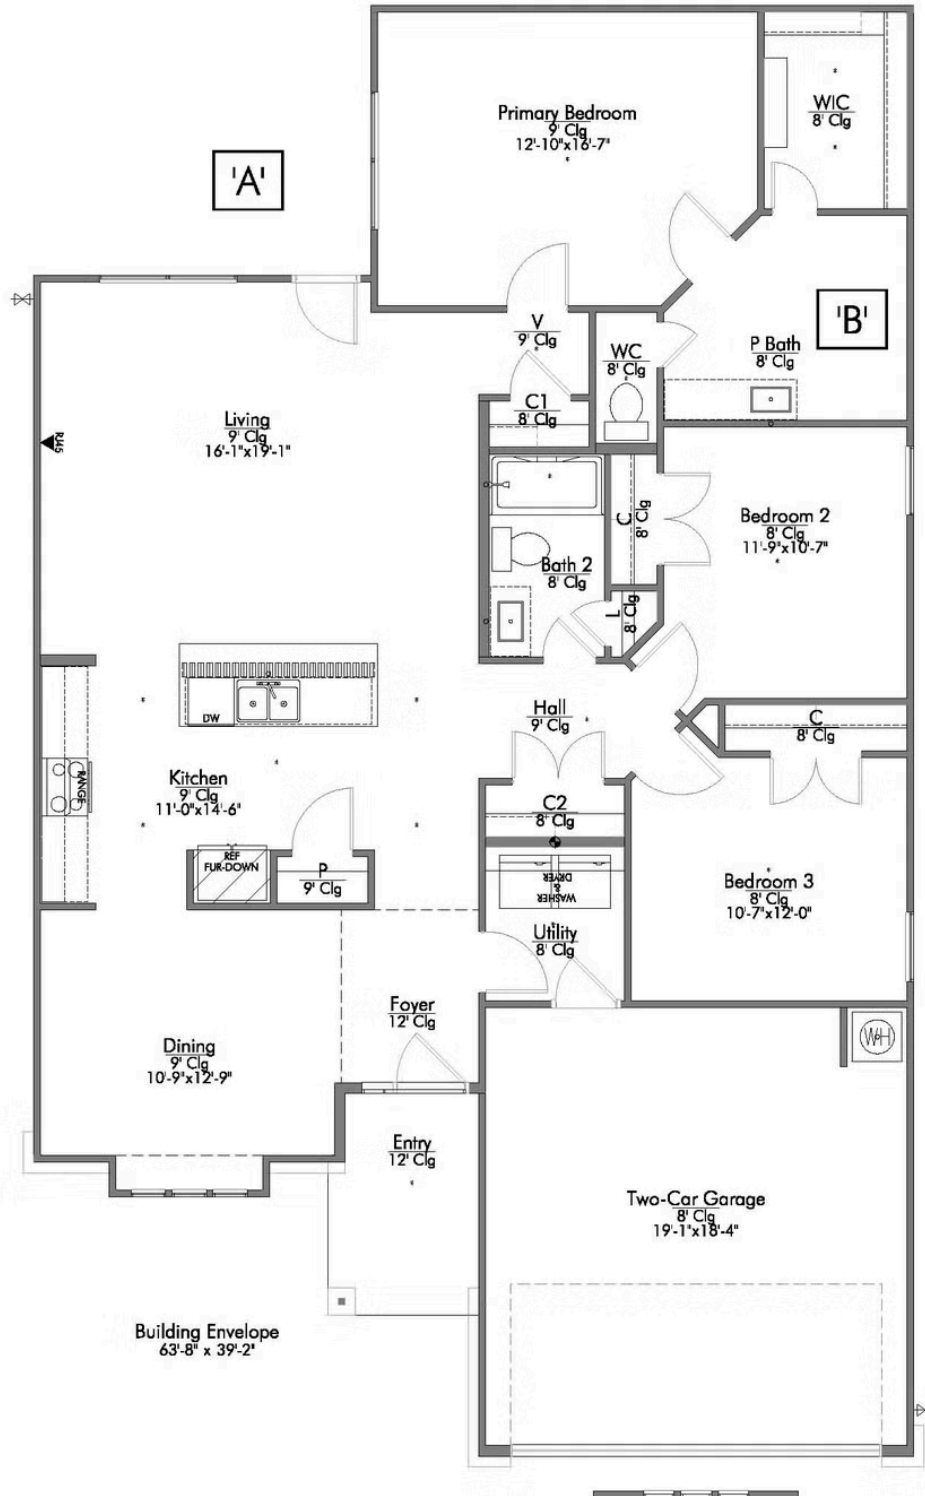 Primary Bedroom
9' Clg
12'-10"x16'-7"
WIC
8' Clg
'A'
'B'
V
9' Clg
WC
8' Clg
P Bath
8' Clg
C1
8' Clg
Living
9' Clg
16'-1"x19'-1"
RJ45
C
8' Clg
Bedroom 2
8' Clg
11'-9"x10'-7"
Bath 2
8' Clg
L
8' Clg
DW
Hall
9' Clg
C
8' Clg
Kitchen
9' Clg
11'-0"x14'-6"
RANGE
C2
8' Clg
REF
FUR-DOWN
P
9' Clg
WASHER
&
DRYER
Bedroom 3
8' Clg
10'-7"x12'-0"
Utility
8' Clg
Foyer
12' Clg
WH
Dining
9' Clg
10'-9"x12'-9"
Entry
12' Clg
Two-Car Garage
8' Clg
19'-1"x18'-4"
Building Envelope
63'-8" x 39'-2"